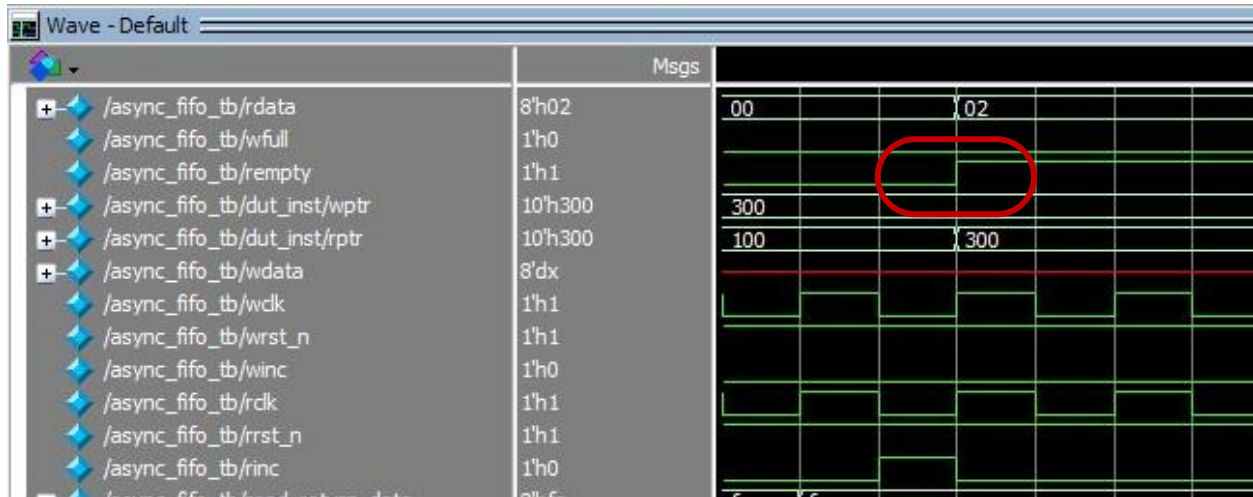 Wave - Default
Msgs
/async_fifo_tb/rdata 8'h02 00 02
/async_fifo_tb/wfull 1'h0
/async_fifo_tb/rempty 1'h1
/async_fifo_tb/dut_inst/wptr 10'h300 300
/async_fifo_tb/dut_inst/rptr 10'h300 100 300
/async_fifo_tb/wdata 8'dx
/async_fifo_tb/wclk 1'h1
/async_fifo_tb/wrst_n 1'h1
/async_fifo_tb/winc 1'h0
/async_fifo_tb/rclk 1'h1
/async_fifo_tb/rrst_n 1'h1
/async_fifo_tb/rinc 1'h0